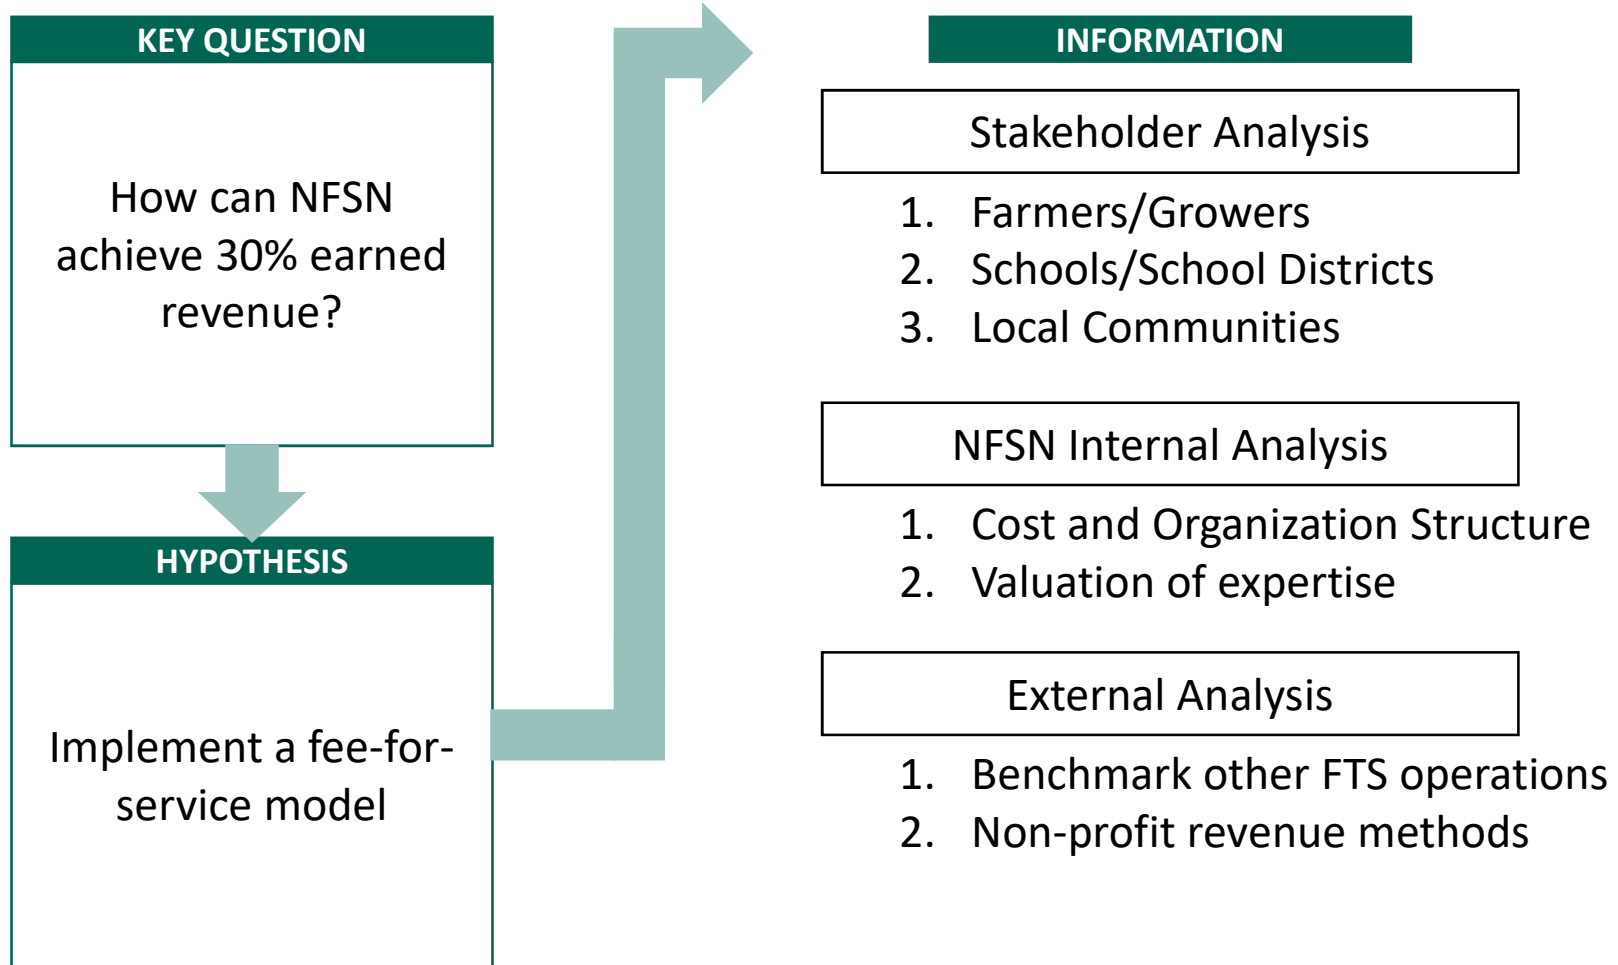 KEY QUESTION
How can NFSN
achieve 30% earned
revenue?
HYPOTHESIS
Implement a fee-for-
service model
INFORMATION
Stakeholder Analysis
1. Farmers/Growers
2. Schools/School Districts
3. Local Communities
NFSN Internal Analysis
1. Cost and Organization Structure
2. Valuation of expertise
External Analysis
1. Benchmark other FTS operations
2. Non-profit revenue methods